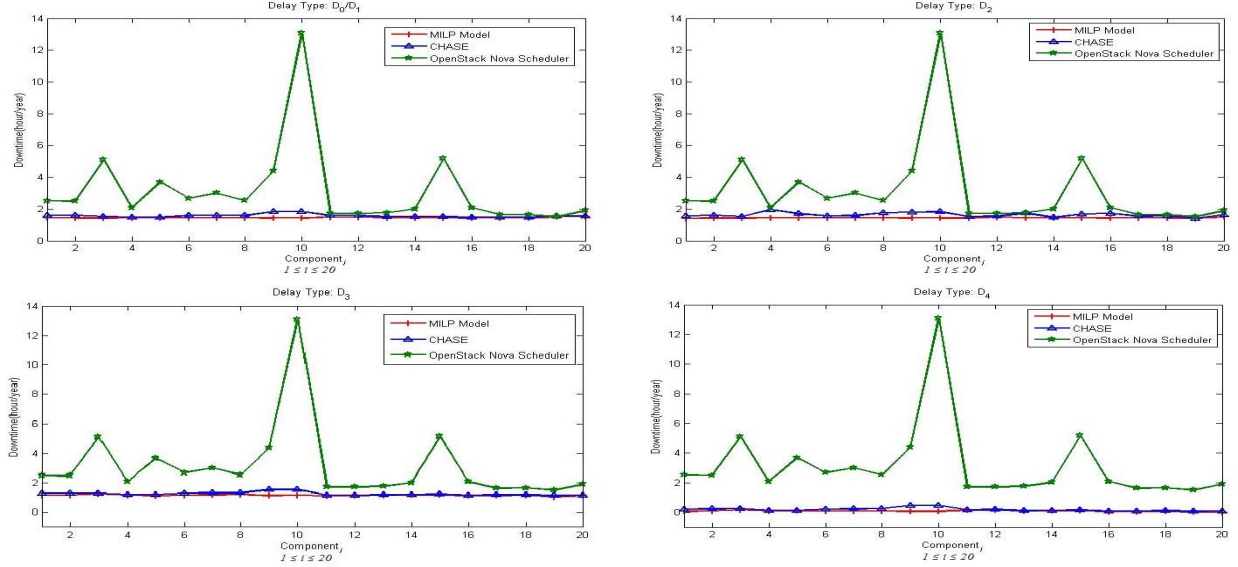 Delay Type: D0/D1
14
12
10
8
6
4
2
0
Downtime(hour/year)
MILP Model
CHASE
OpenStack Nova Scheduler
2 4 6 8 10 12 14 16 18 20
Componenti
1 ≤ i ≤ 20
Delay Type: D2
14
12
10
8
6
4
2
0
Downtime(hour/year)
MILP Model
CHASE
OpenStack Nova Scheduler
2 4 6 8 10 12 14 16 18 20
Componenti
1 ≤ i ≤ 20
Delay Type: D3
14
12
10
8
6
4
2
0
Downtime(hour/year)
MILP Model
CHASE
OpenStack Nova Scheduler
2 4 6 8 10 12 14 16 18 20
Componenti
1 ≤ i ≤ 20
Delay Type: D4
14
12
10
8
6
4
2
0
Downtime(hour/year)
MILP Model
CHASE
OpenStack Nova Scheduler
2 4 6 8 10 12 14 16 18 20
Componenti
1 ≤ i ≤ 20